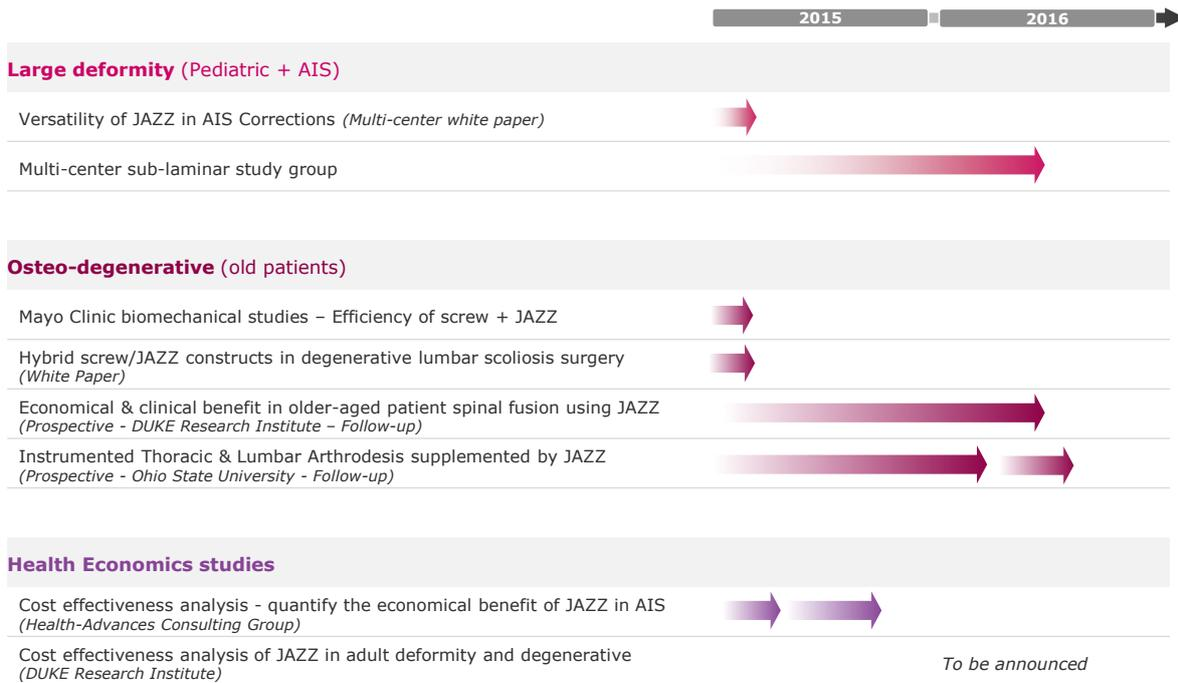 2015 2016
Large deformity (Pediatric + AIS)
Versatility of JAZZ in AIS Corrections (Multi-center white paper)
Multi-center sub-laminar study group
Osteo-degenerative (old patients)
Mayo Clinic biomechanical studies – Efficiency of screw + JAZZ
Hybrid screw/JAZZ constructs in degenerative lumbar scoliosis surgery
(White Paper)
Economical & clinical benefit in older-aged patient spinal fusion using JAZZ
(Prospective - DUKE Research Institute – Follow-up)
Instrumented Thoracic & Lumbar Arthrodesis supplemented by JAZZ
(Prospective - Ohio State University - Follow-up)
Health Economics studies
Cost effectiveness analysis - quantify the economical benefit of JAZZ in AIS
(Health-Advances Consulting Group)
Cost effectiveness analysis of JAZZ in adult deformity and degenerative
(DUKE Research Institute)
To be announced